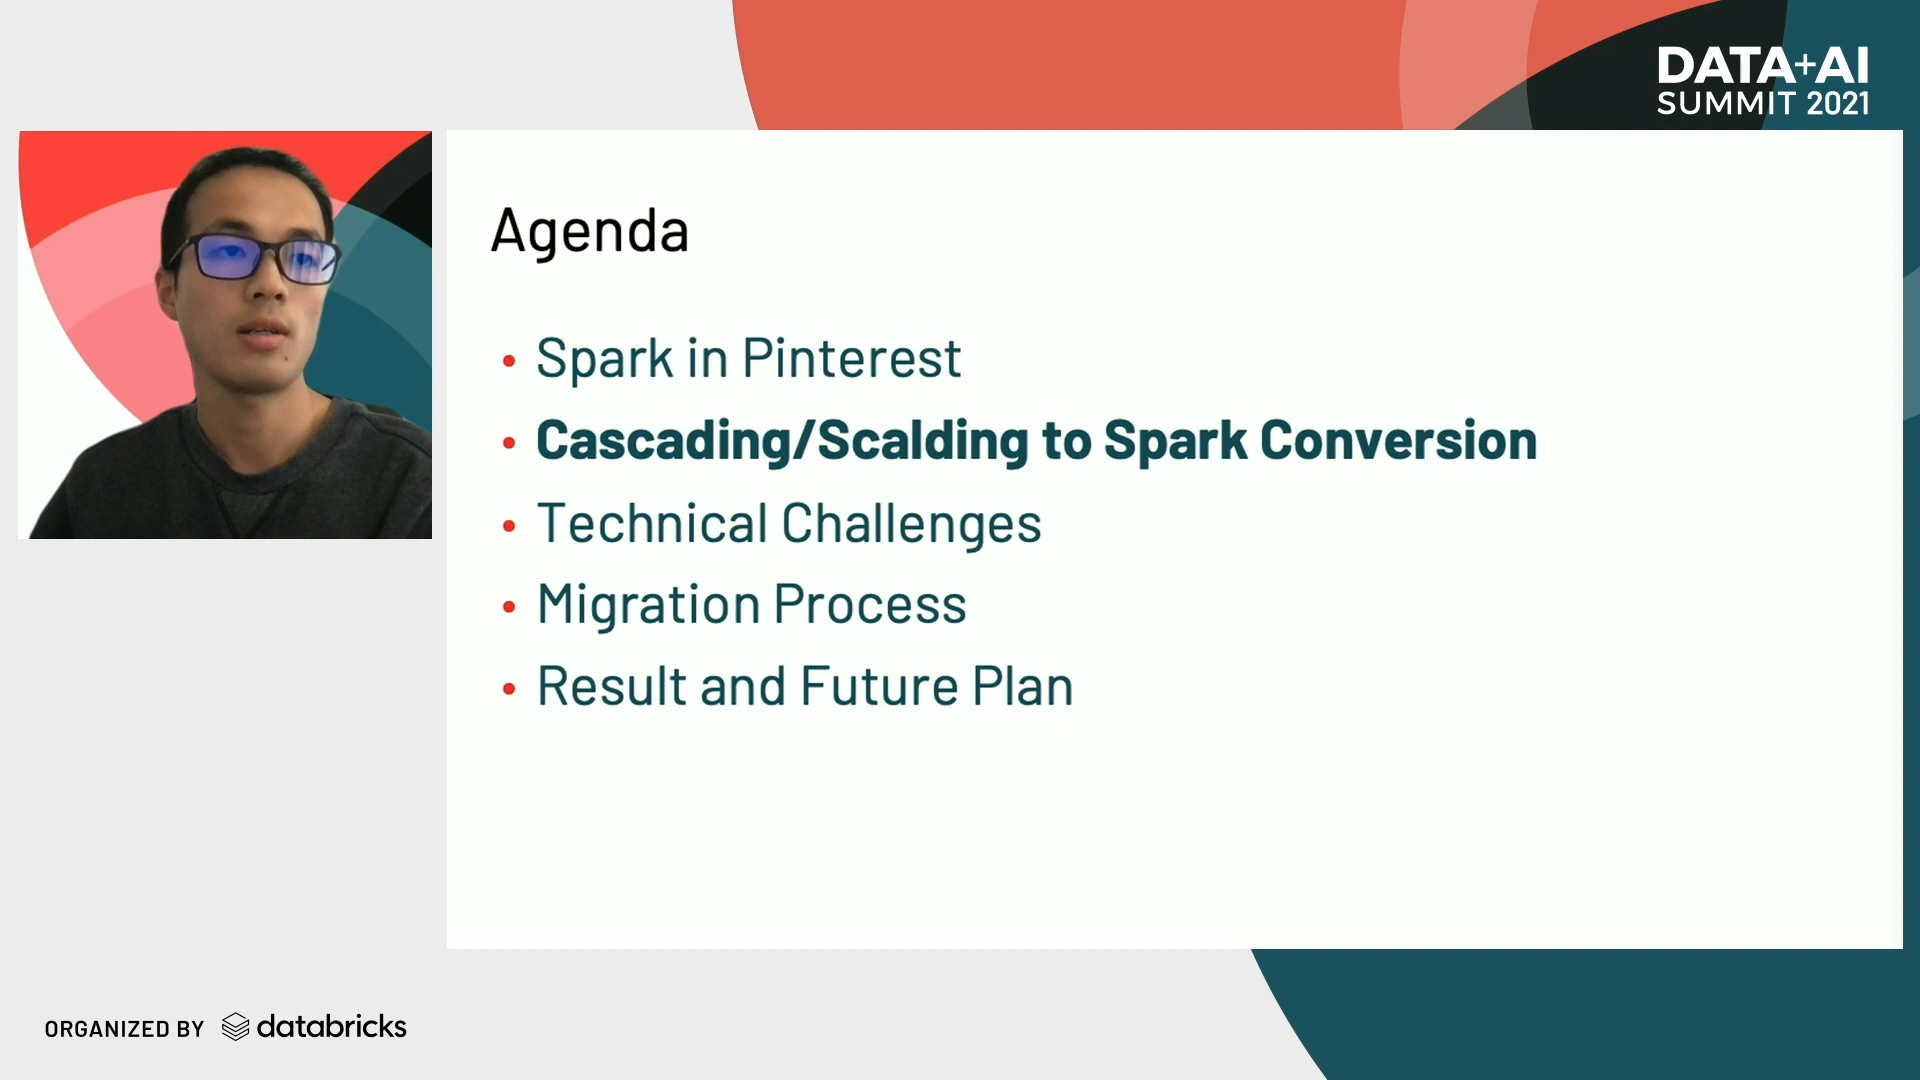 DATA+AI
SUMMIT 2021
Agenda
• Spark in Pinterest
• Cascading/Scalding to Spark Conversion
• Technical Challenges
• Migration Process
• Result and Future Plan
ORGANIZED BY databricks